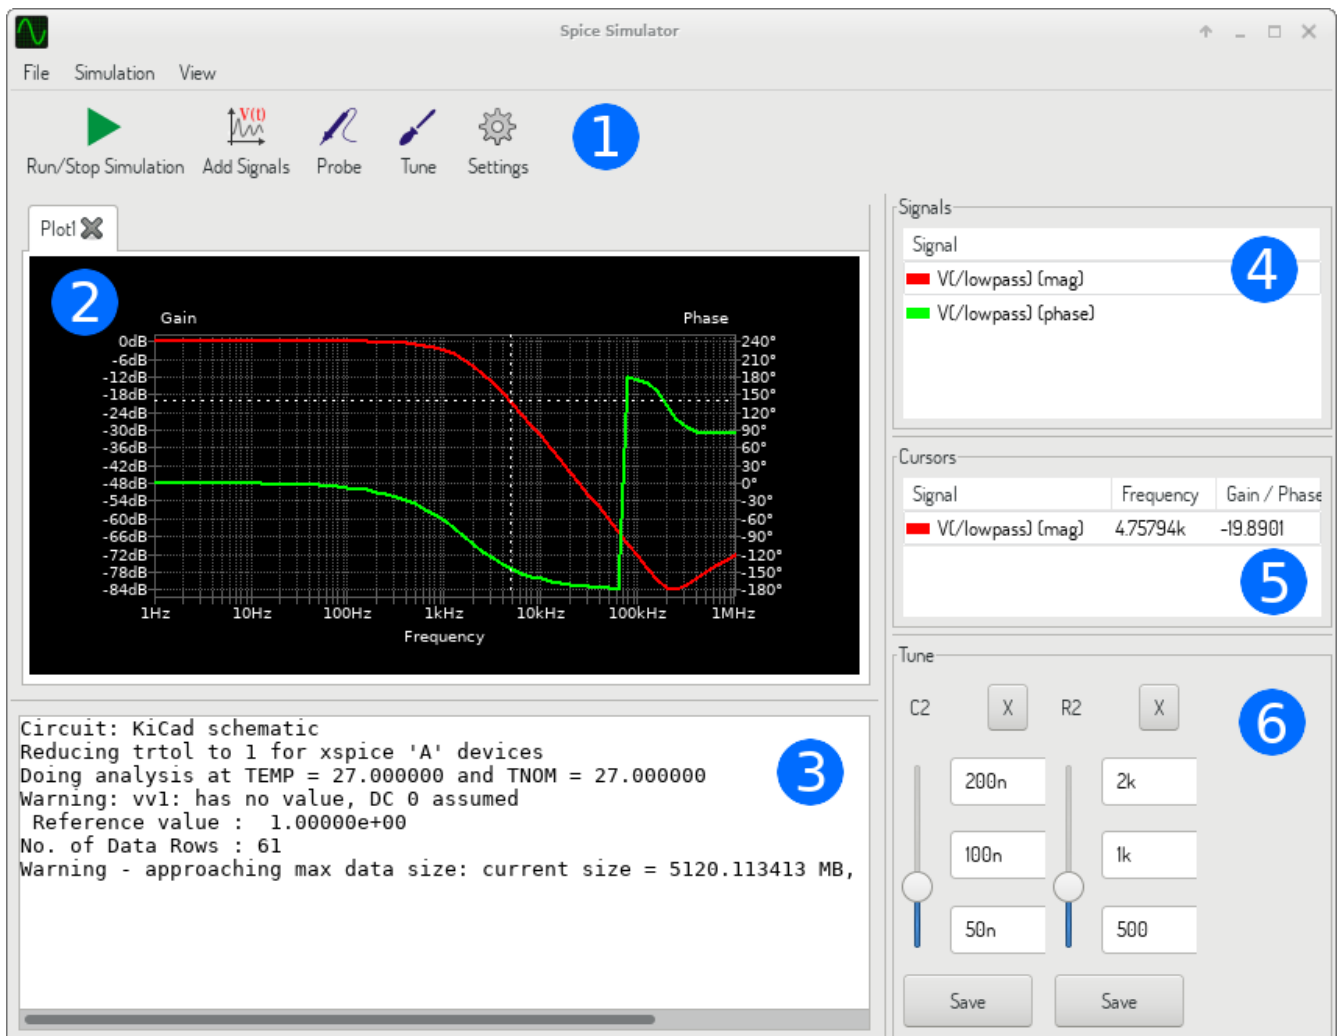 Spice Simulator
File Simulation View
Run/Stop Simulation Add Signals Probe Tune Settings
1
Plot1
2
Gain Phase
0dB 240°
-6dB 210°
-12dB 180°
-18dB 150°
-24dB 120°
-30dB 90°
-36dB 60°
-42dB 30°
-48dB 0°
-54dB -30°
-60dB -60°
-66dB -90°
-72dB -120°
-78dB -150°
-84dB -180°
1Hz 10Hz 100Hz 1kHz 10kHz 100kHz 1MHz
Frequency
Circuit: KiCad schematic
Reducing trtol to 1 for xspice 'A' devices
Doing analysis at TEMP = 27.000000 and TNOM = 27.000000
Warning: vv1: has no value, DC 0 assumed
Reference value : 1.00000e+00
No. of Data Rows : 61
Warning - approaching max data size: current size = 5120.113413 MB,
3
Signals
Signal
V(/lowpass) (mag)
V(/lowpass) (phase)
4
Cursors
Signal Frequency Gain / Phase
V(/lowpass) (mag) 4.75794k -19.8901
5
Tune
C2 X R2 X
6
200n 2k
100n 1k
50n 500
Save Save
V(t)